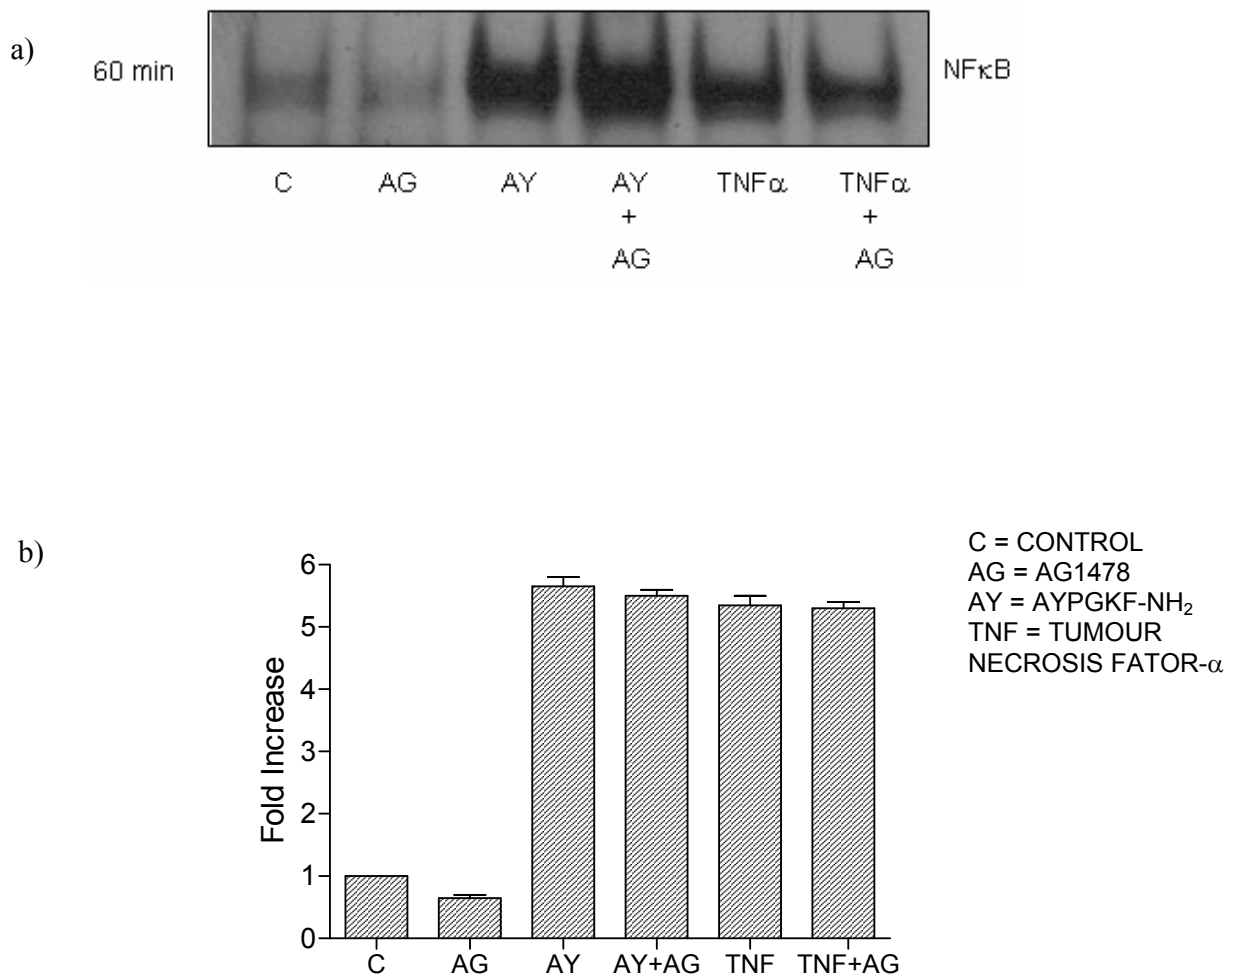 a)
60 min
NFκB
C AG AY AY TNFα TNFα
+ +
AG AG
b)
C = CONTROL
AG = AG1478
AY = AYPGKF-NH₂
TNF = TUMOUR
NECROSIS FATOR-α
6
5
4
3
2
1
0
Fold Increase
C AG AY AY+AG TNF TNF+AG